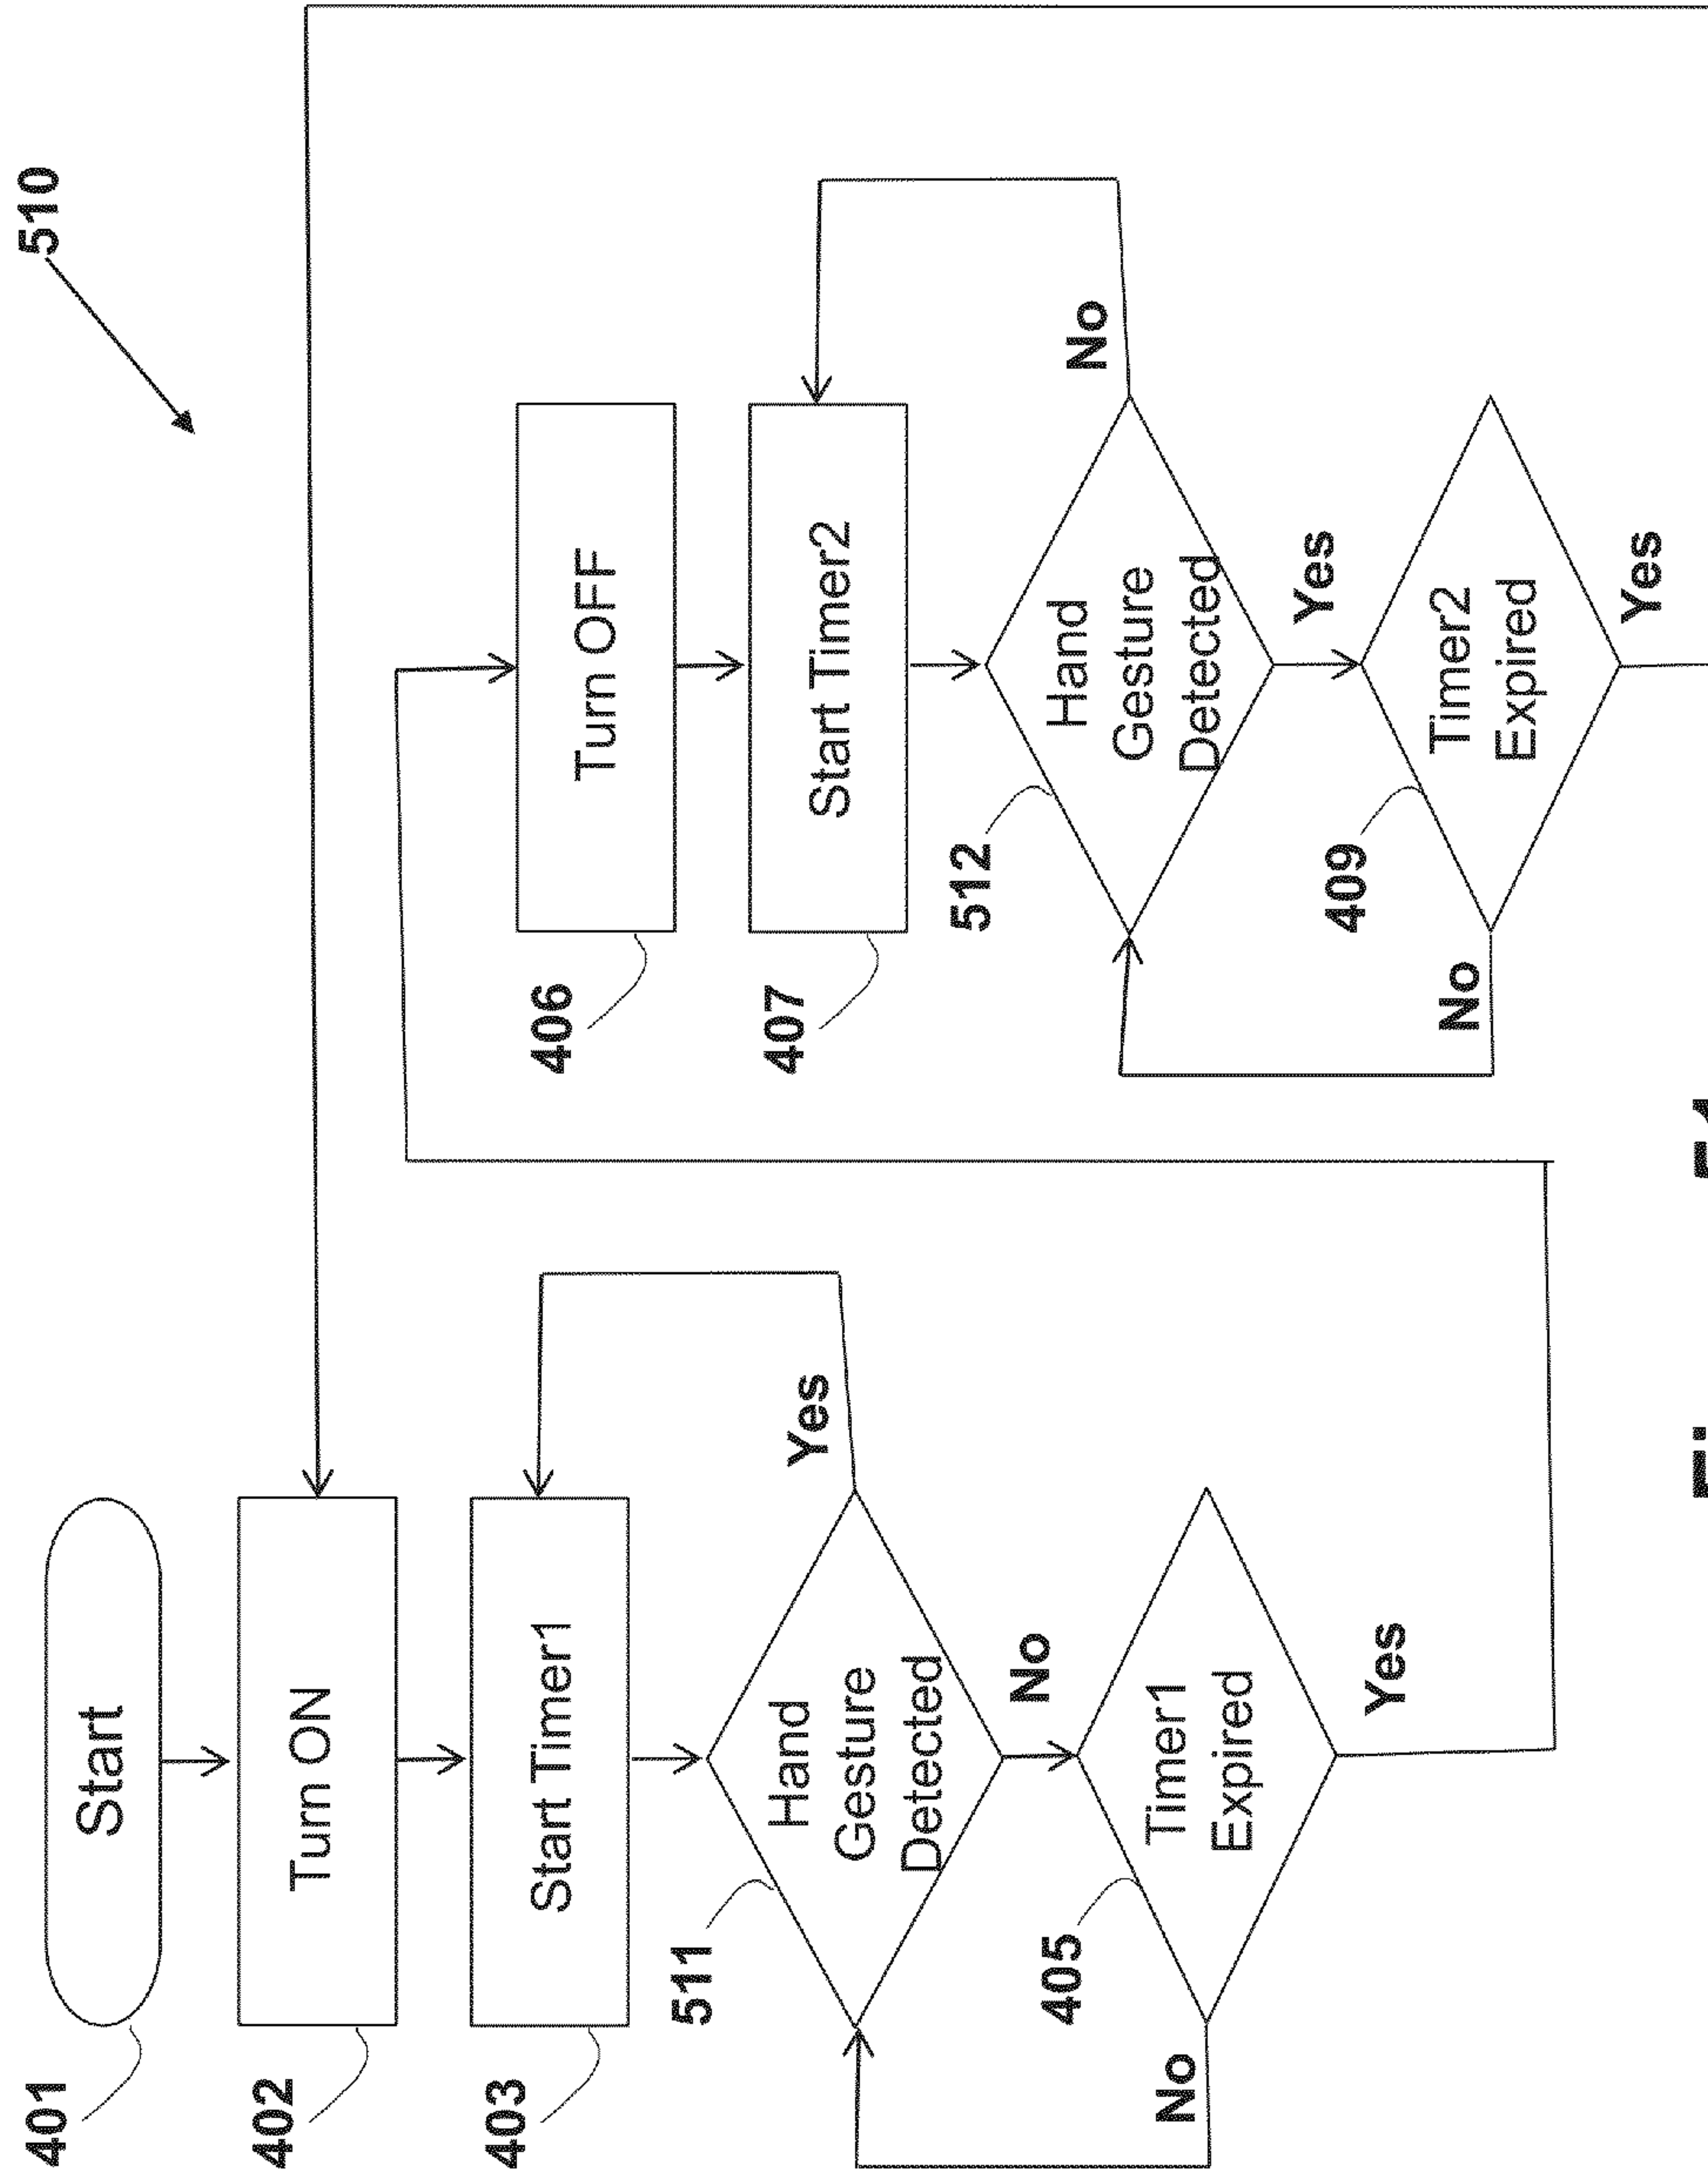 510
401
Start
402
Turn ON
403
Start Timer1
511
Hand
Gesture
Detected
Yes
No
405
Timer1
Expired
No
Yes
406
Turn OFF
407
Start Timer2
512
Hand
Gesture
Detected
No
Yes
409
Timer2
Expired
No
Yes